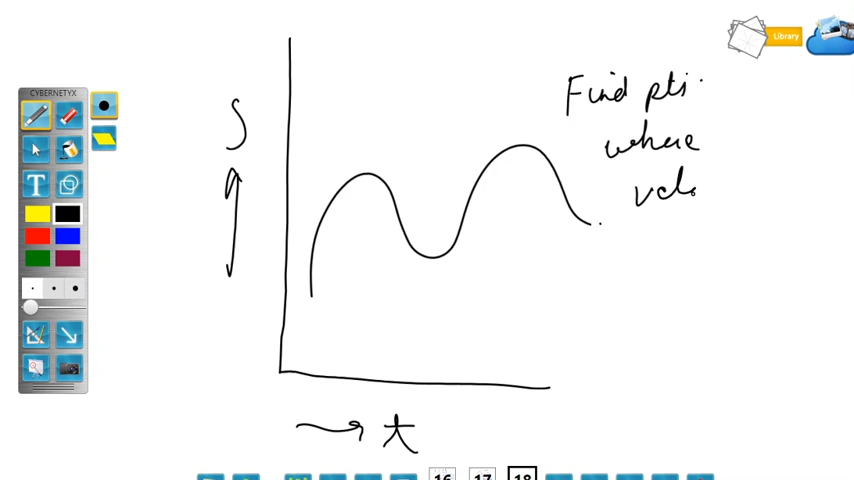 CYBERNETYX
Library
S
Find pts.
where
velo
T
t
16 17 18